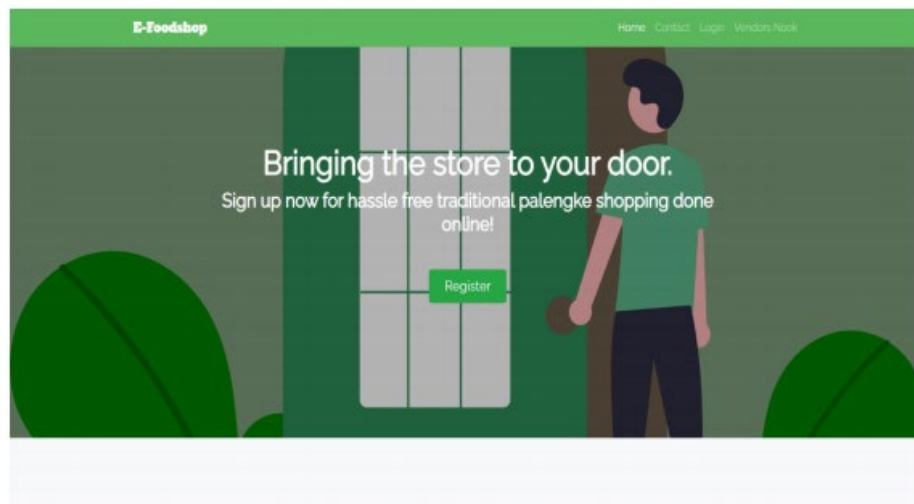 E-Foodshop
Home Contact Login Vendors Nook
Bringing the store to your door.
Sign up now for hassle free traditional palengke shopping done
online!
Register